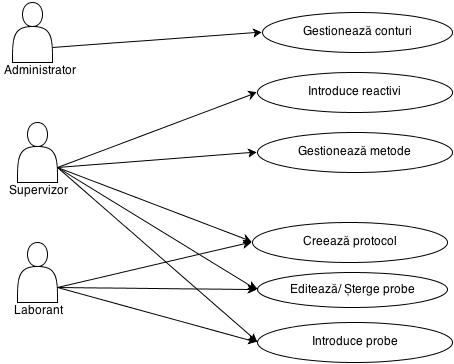 Gestionează conturi
Administrator
Introduce reactivi
Gestionează metode
Supervizor
Creează protocol
Editează/ Șterge probe
Laborant
Introduce probe